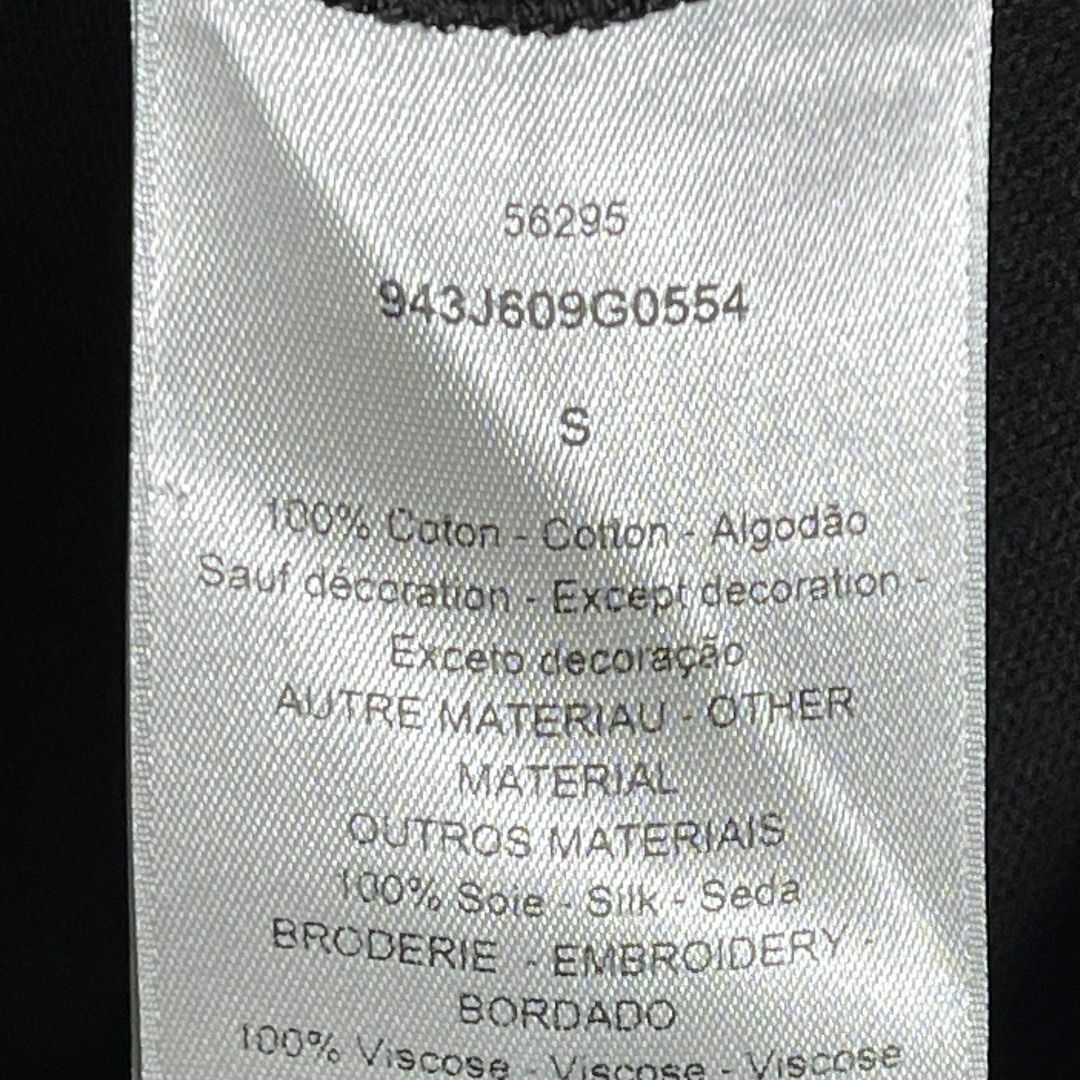 56295
943J609G0554
S
100% Coton - Cotton - Algodão
Sauf décoration - Except decoration -
Exceto decoração
AUTRE MATERIAU - OTHER
MATERIAL
OUTROS MATERIAIS
100% Soie - Silk - Seda
BRODERIE - EMBROIDERY -
BORDADO
100% Viscose - Viscose - Viscose